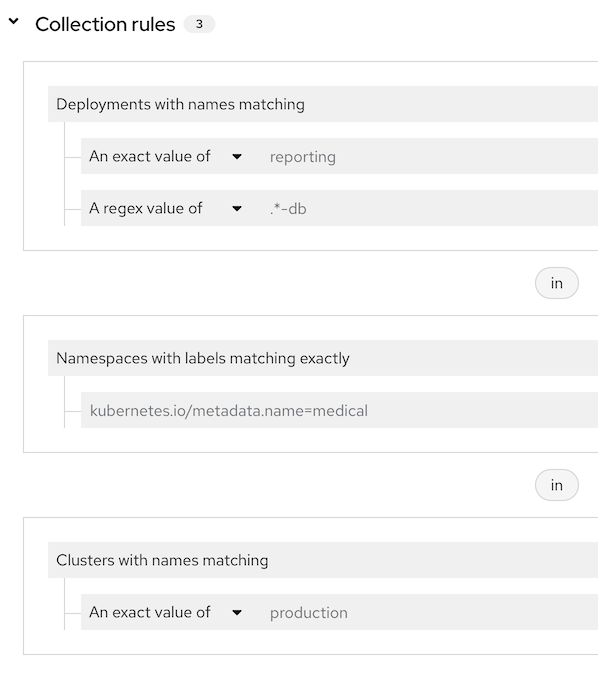 Collection rules 3
Deployments with names matching
An exact value of reporting
A regex value of .*-db
in
Namespaces with labels matching exactly
kubernetes.io/metadata.name=medical
in
Clusters with names matching
An exact value of production